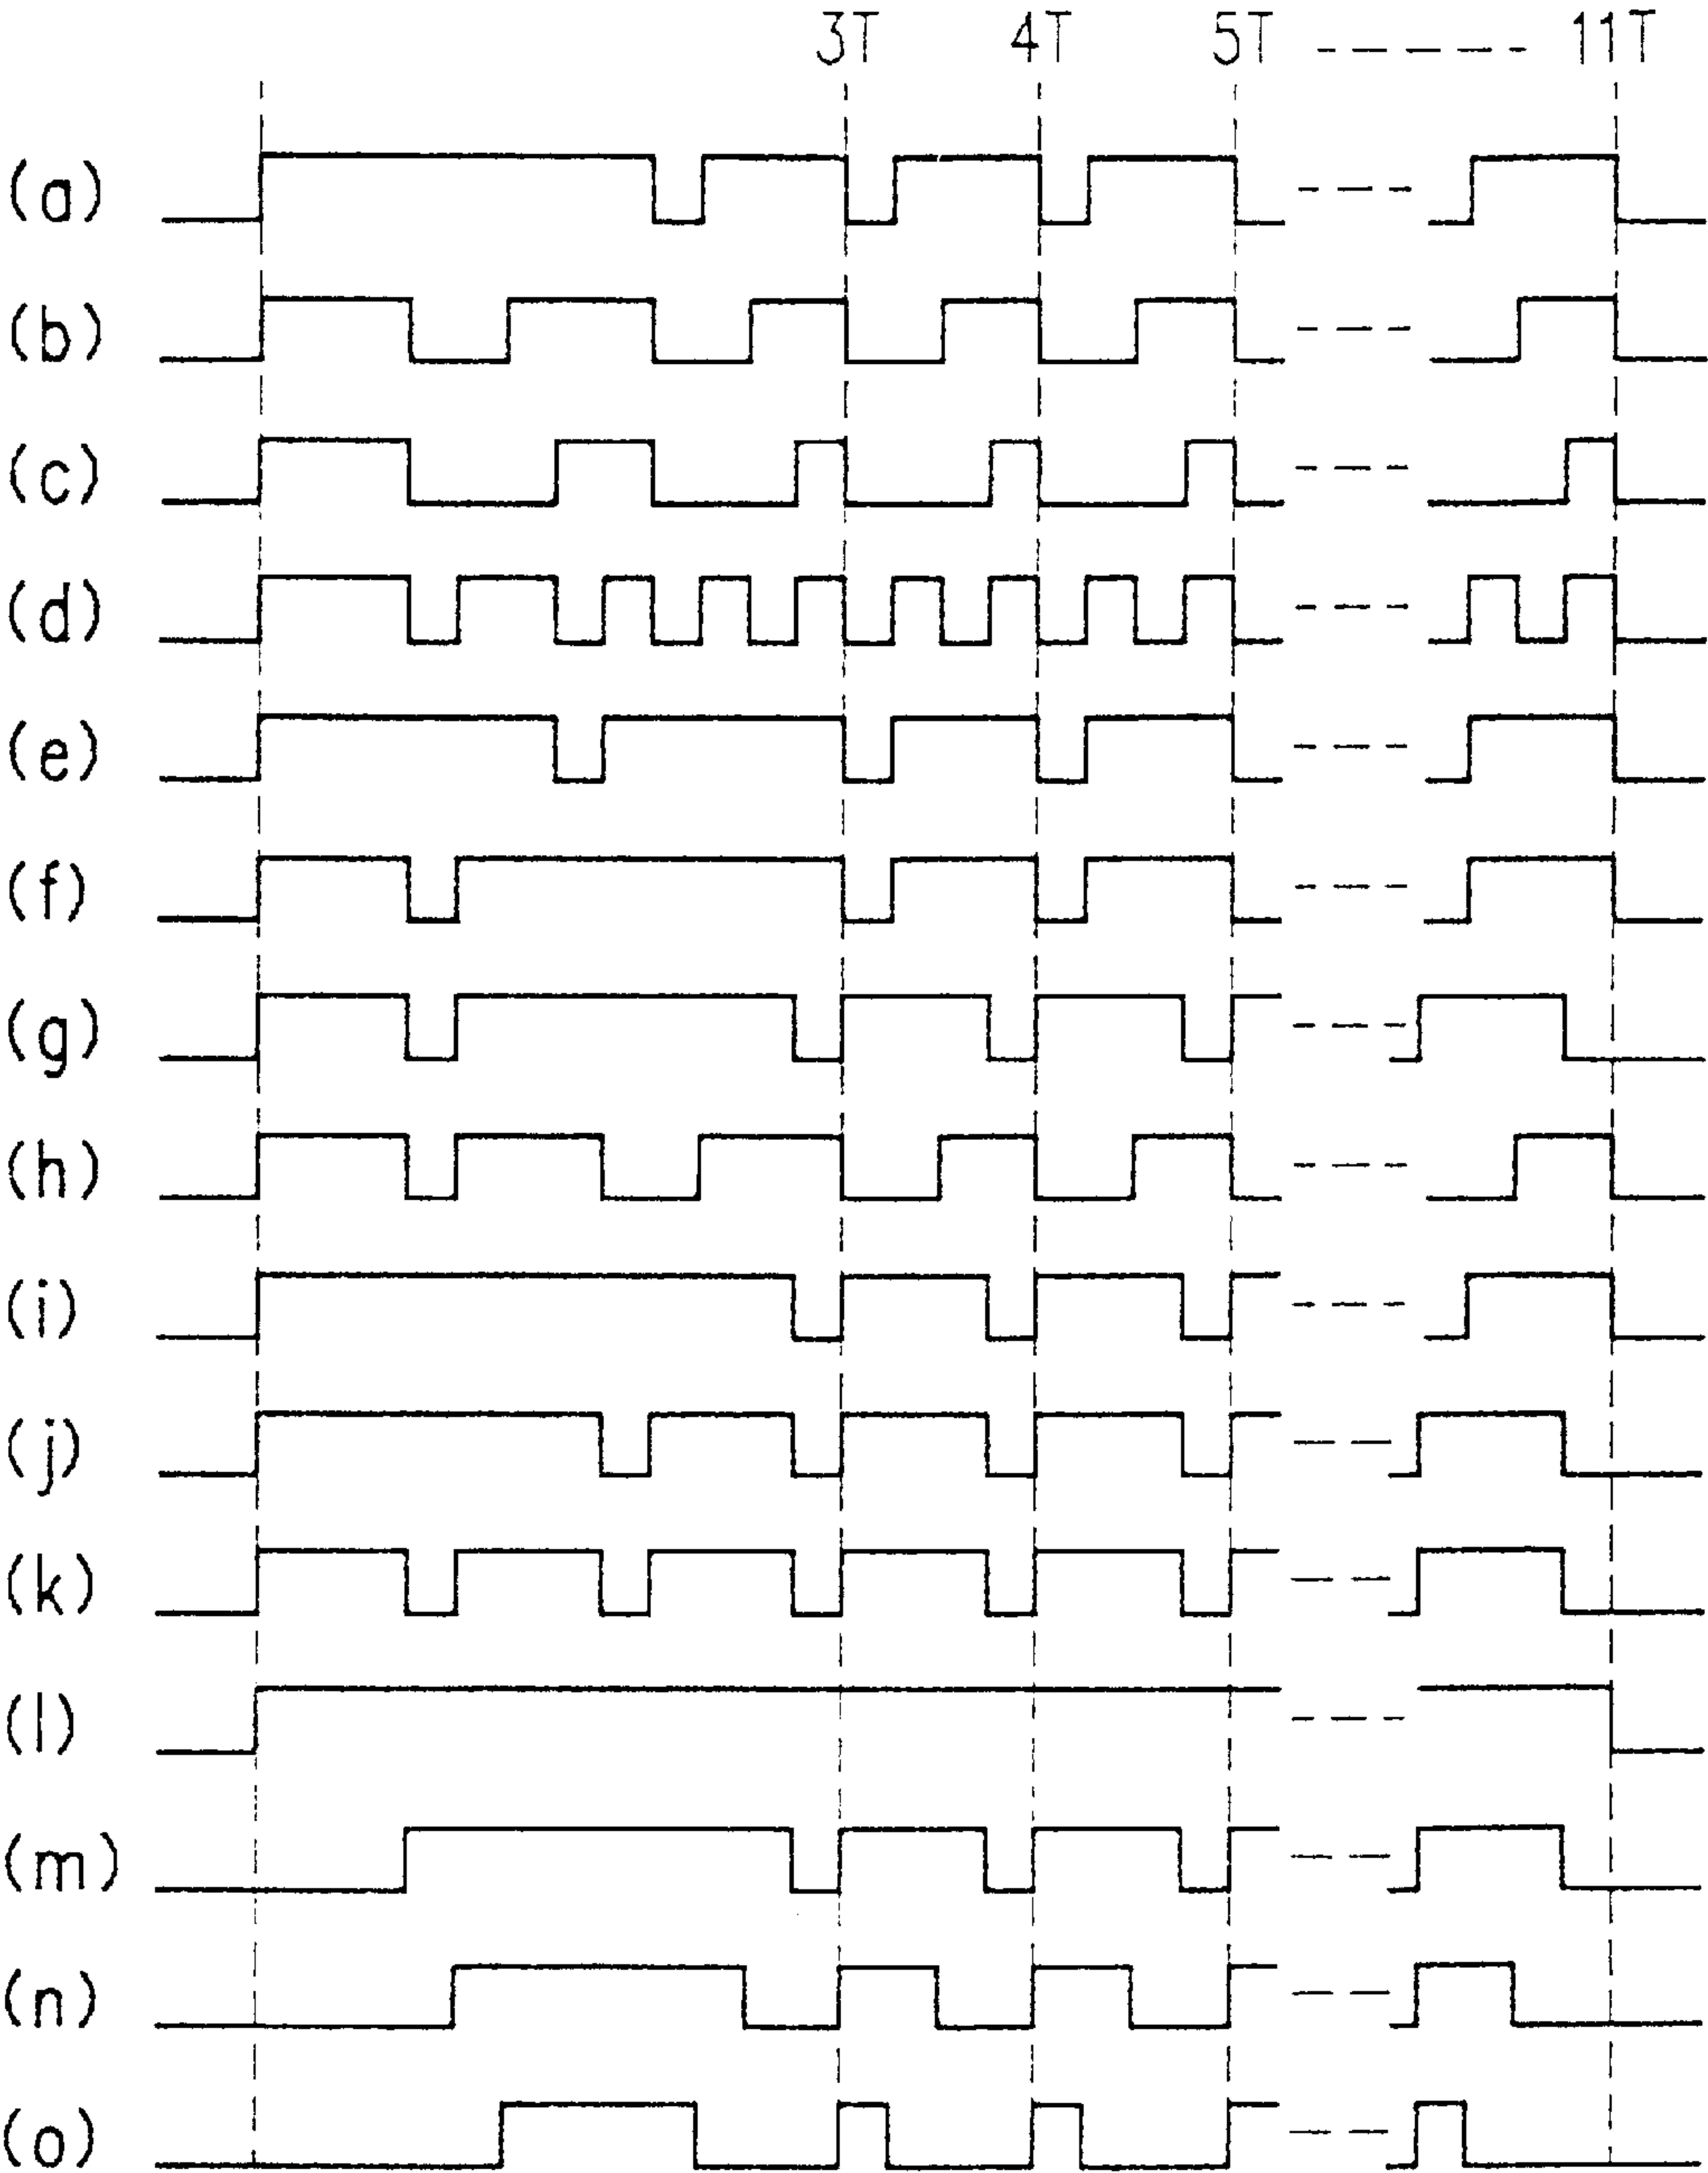 3T 4T 5T ------ 11T
(a)
(b)
(c)
(d)
(e)
(f)
(g)
(h)
(i)
(j)
(k)
(l)
(m)
(n)
(o)